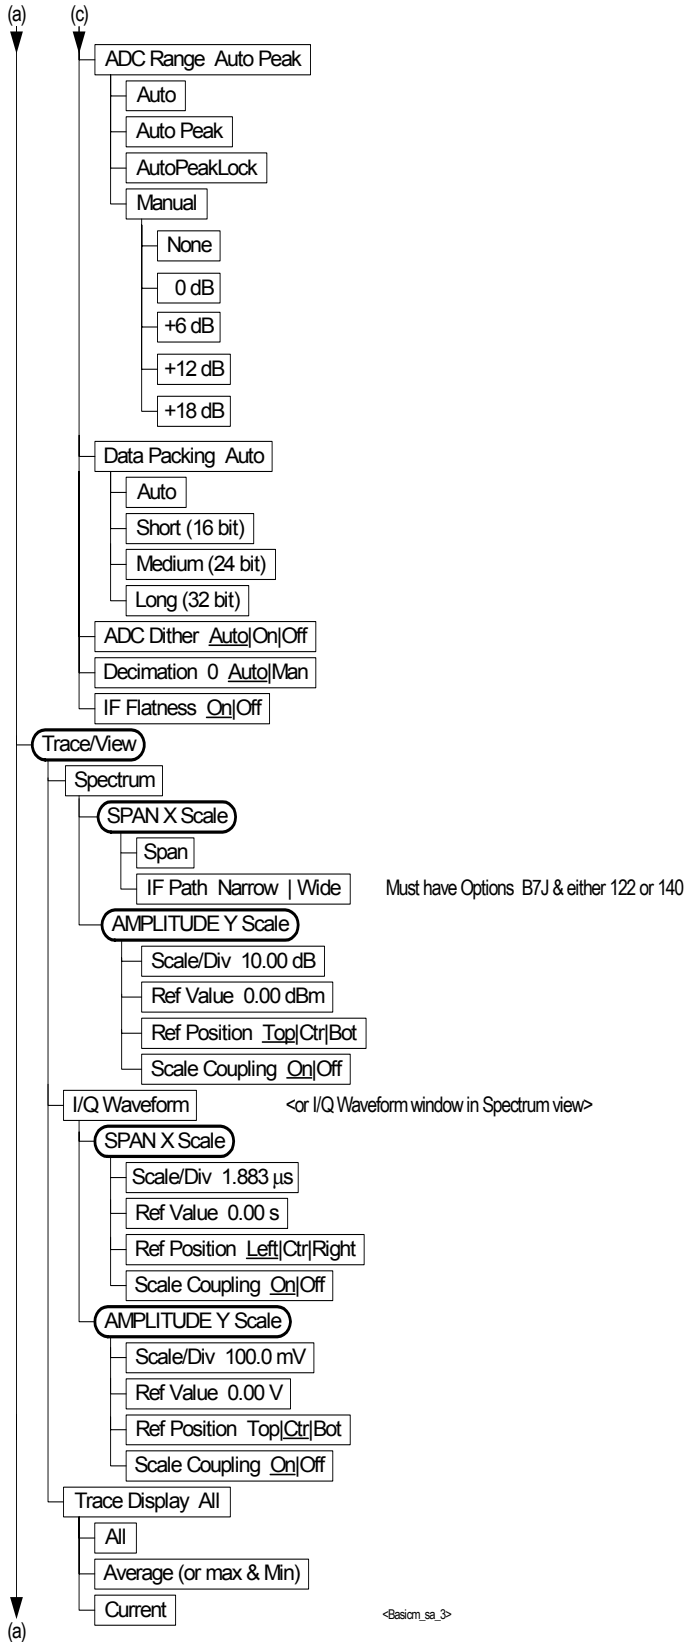 (a) (c)
ADC Range Auto Peak
Auto
Auto Peak
AutoPeakLock
Manual
None
0 dB
+6 dB
+12 dB
+18 dB
Data Packing Auto
Auto
Short (16 bit)
Medium (24 bit)
Long (32 bit)
ADC Dither Auto|On|Off
Decimation 0 Auto|Man
IF Flatness On|Off
Trace/View
Spectrum
SPAN X Scale
Span
IF Path Narrow | Wide Must have Options B7J & either 122 or 140
AMPLITUDE Y Scale
Scale/Div 10.00 dB
Ref Value 0.00 dBm
Ref Position Top|Ctr|Bot
Scale Coupling On|Off
I/Q Waveform <or I/Q Waveform window in Spectrum view>
SPAN X Scale
Scale/Div 1.883 µs
Ref Value 0.00 s
Ref Position Left|Ctr|Right
Scale Coupling On|Off
AMPLITUDE Y Scale
Scale/Div 100.0 mV
Ref Value 0.00 V
Ref Position Top|Ctr|Bot
Scale Coupling On|Off
Trace Display All
All
Average (or max & Min)
Current <Basicm_sa_3>
(a)